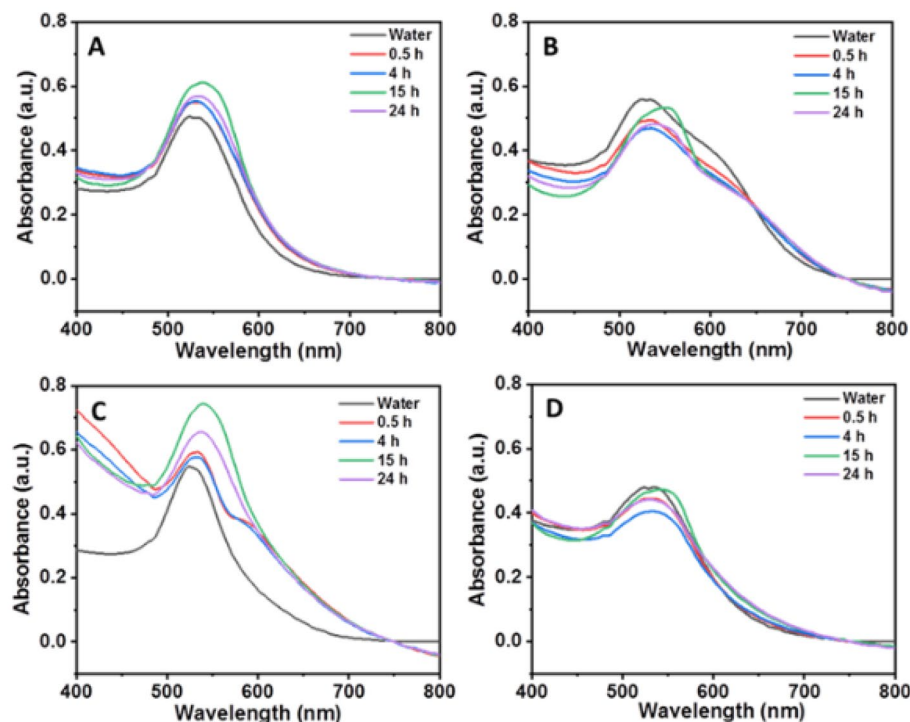 A
Water
0.5 h
4 h
15 h
24 h
Absorbance (a.u.)
0.8
0.6
0.4
0.2
0.0
400 500 600 700 800
Wavelength (nm)
B
Water
0.5 h
4 h
15 h
24 h
Absorbance (a.u.)
0.8
0.6
0.4
0.2
0.0
400 500 600 700 800
Wavelength (nm)
C
Water
0.5 h
4 h
15 h
24 h
Absorbance (a.u.)
0.8
0.6
0.4
0.2
0.0
400 500 600 700 800
Wavelength (nm)
D
Water
0.5 h
4 h
15 h
24 h
Absorbance (a.u.)
0.8
0.6
0.4
0.2
0.0
400 500 600 700 800
Wavelength (nm)